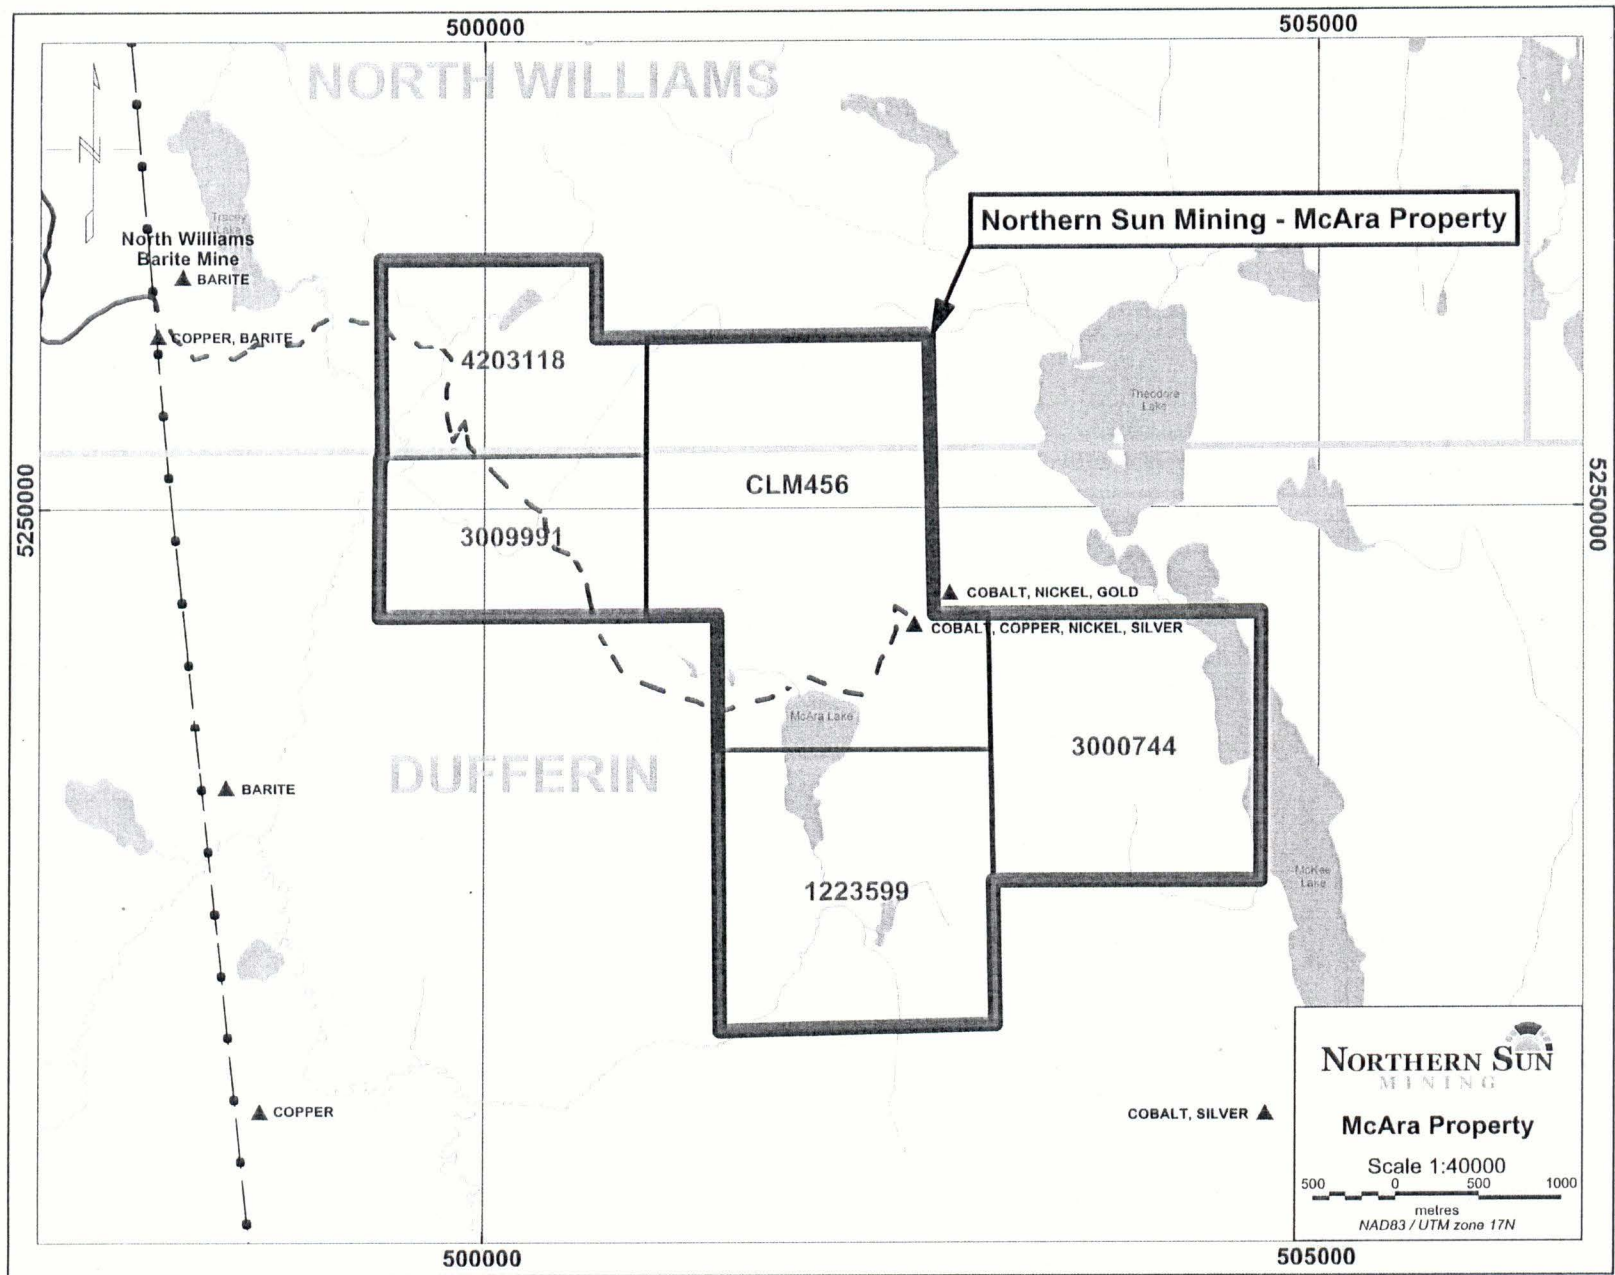 500000
505000
NORTH WILLIAMS
N
Northern Sun Mining - McAra Property
Tracey
Lake
North Williams
Barite Mine
BARITE
COPPER, BARITE
4203118
Theodora
Lake
5250000
CLM456
5250000
3009991
COBALT, NICKEL, GOLD
COBALT, COPPER, NICKEL, SILVER
McAra Lake
3000744
DUFFERIN
BARITE
1223599
McKee
Lake
COPPER
COBALT, SILVER
NORTHERN SUN
MINING
McAra Property
Scale 1:40000
500 0 500 1000
metres
NAD83 / UTM zone 17N
500000
505000